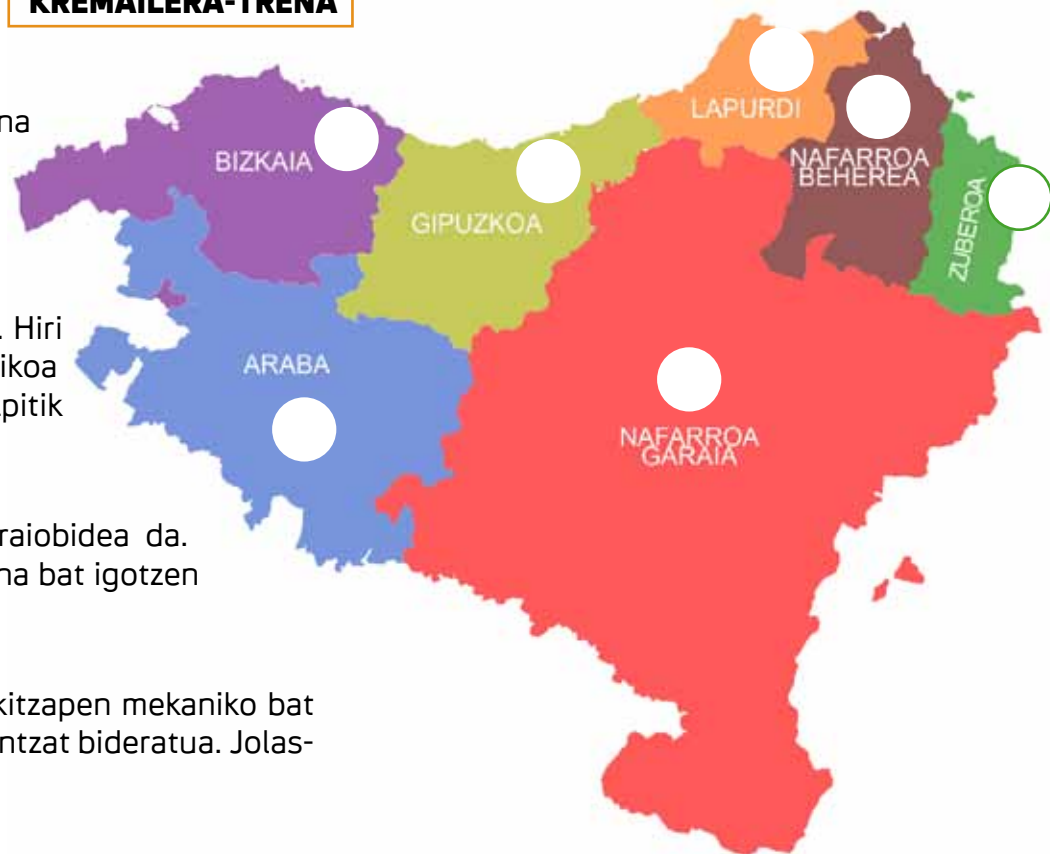 KREMAILERA-TRENA
na
. Hiri
ikoa
pitik
raiobidea da.
na bat igotzen
kitzapen mekaniko bat
ntzat bideratua. Jolas-
BIZKAIA
GIPUZKOA
LAPURDI
NAFARROA
BEHEREA
ZUBEROA
ARABA
NAFARROA
GARAIA